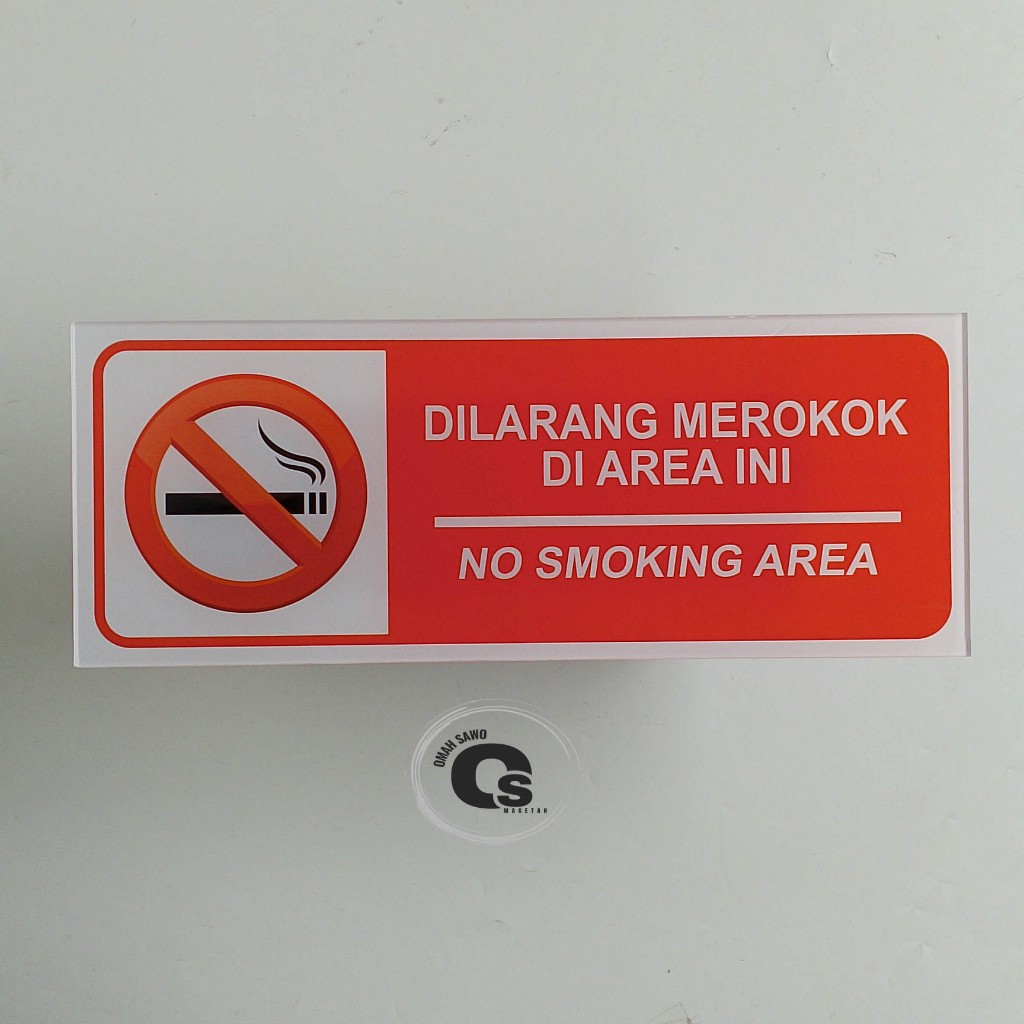 DILARANG MEROKOK
DI AREA INI
NO SMOKING AREA
OMAH SAWO
OS
MAGETAN